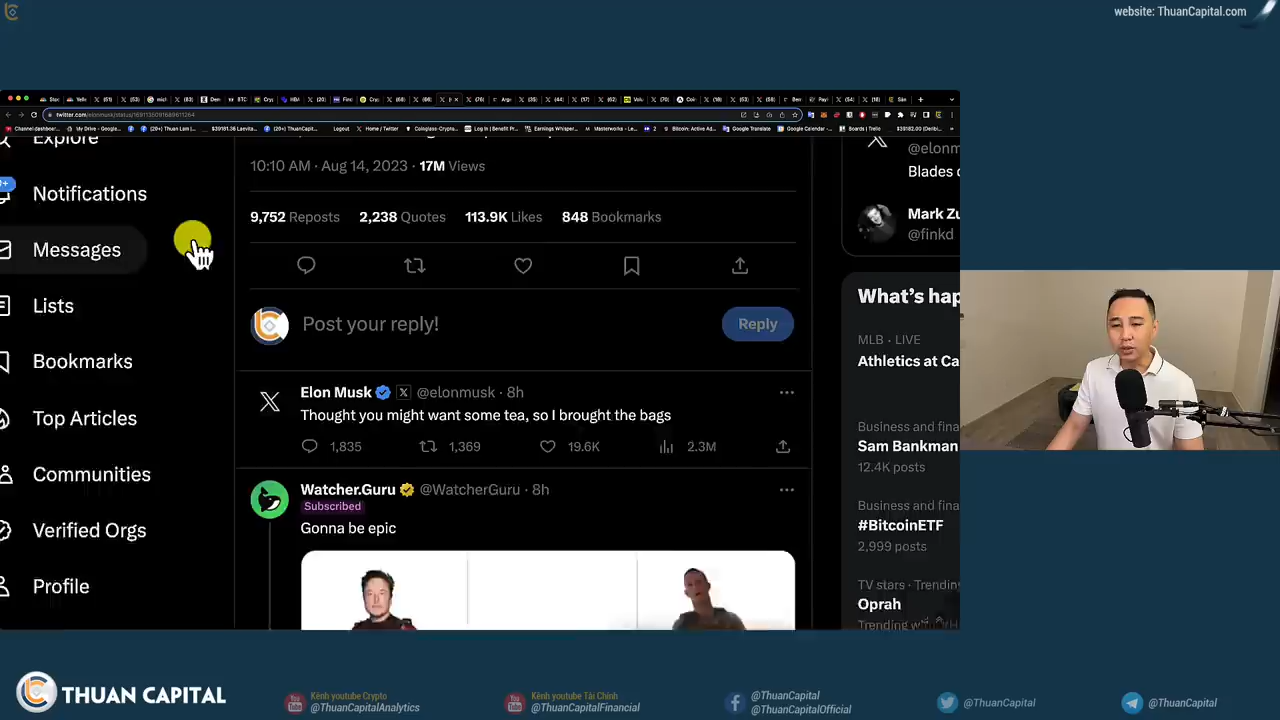 website: ThuanCapital.com
twitter.com/elonmusk/status/1691135091689611264
Explore
Notifications
Messages
Lists
Bookmarks
Top Articles
Communities
Verified Orgs
Profile
10:10 AM · Aug 14, 2023 · 17M Views
9,752 Reposts 2,238 Quotes 113.9K Likes 848 Bookmarks
Post your reply!
Reply
Elon Musk @elonmusk · 8h
Thought you might want some tea, so I brought the bags
1,835 1,369 19.6K 2.3M
Watcher.Guru @WatcherGuru · 8h
Subscribed
Gonna be epic
@elonm
Blades
Mark Zu
@finkd
What's hap
MLB · LIVE
Athletics at Ca
Business and fina
Sam Bankman
12.4K posts
Business and fina
#BitcoinETF
2,999 posts
TV stars · Trendin
Oprah
THUAN CAPITAL
Kênh youtube Crypto
@ThuanCapitalAnalytics
Kênh youtube Tài Chính
@ThuanCapitalFinancial
@ThuanCapital
@ThuanCapitalOfficial
@ThuanCapital
@ThuanCapital